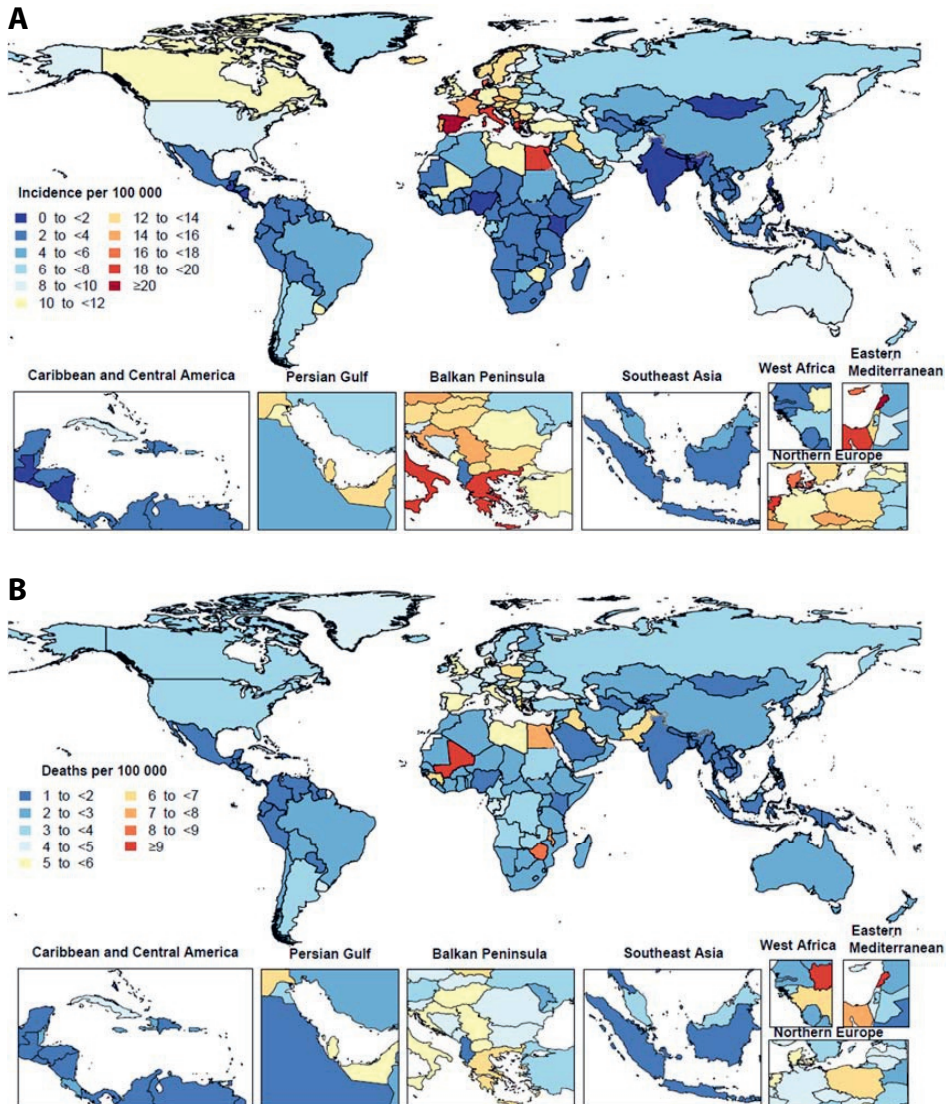 A
Incidence per 100 000
0 to <2
2 to <4
4 to <6
6 to <8
8 to <10
10 to <12
12 to <14
14 to <16
16 to <18
18 to <20
≥20
Caribbean and Central America
Persian Gulf
Balkan Peninsula
Southeast Asia
West Africa
Eastern
Mediterranean
Northern Europe
B
Deaths per 100 000
1 to <2
2 to <3
3 to <4
4 to <5
5 to <6
6 to <7
7 to <8
8 to <9
≥9
Caribbean and Central America
Persian Gulf
Balkan Peninsula
Southeast Asia
West Africa
Eastern
Mediterranean
Northern Europe